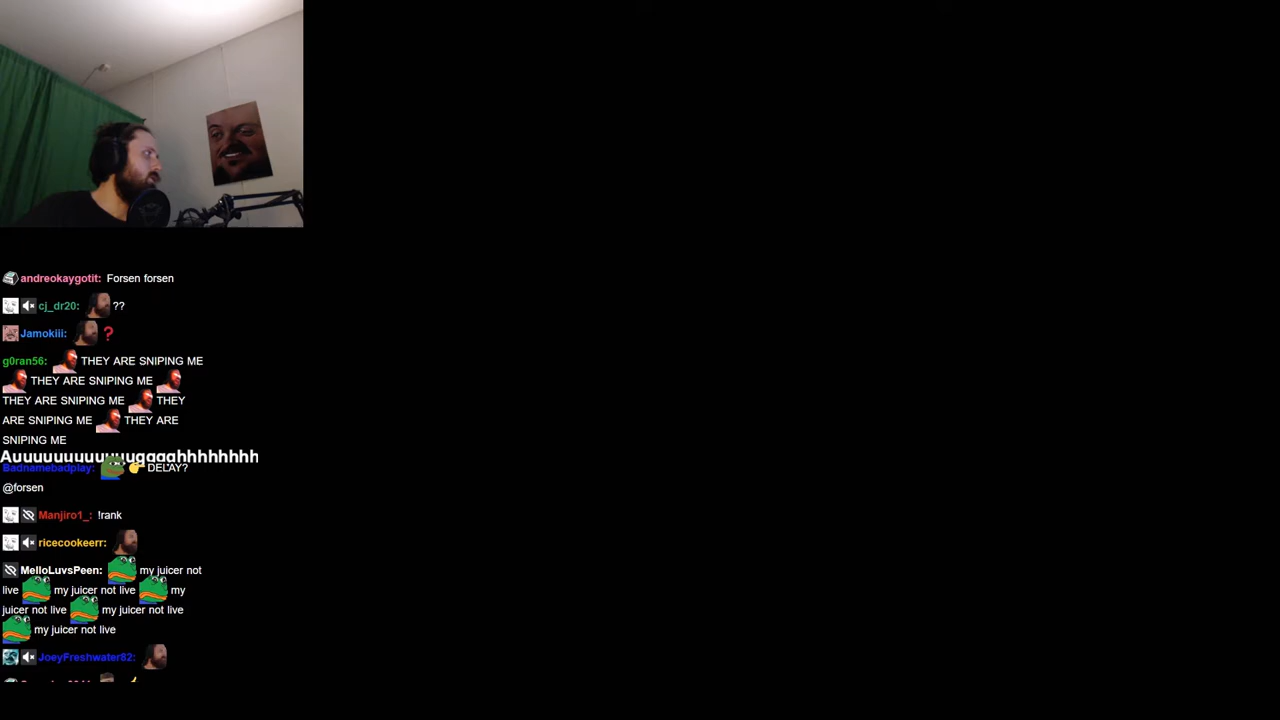 andreokaygotit: Forsen forsen
cj_dr20: ??
Jamokiii: ❓
g0ran56: THEY ARE SNIPING ME
THEY ARE SNIPING ME
THEY ARE SNIPING ME THEY
ARE SNIPING ME THEY ARE
SNIPING ME
Badnamebadplay: 👉 DELAY?
@forsen
Manjiro1_: !rank
ricecookeerr:
MelloLuvsPeen: my juicer not
live my juicer not live my
juicer not live my juicer not live
my juicer not live
JoeyFreshwater82: